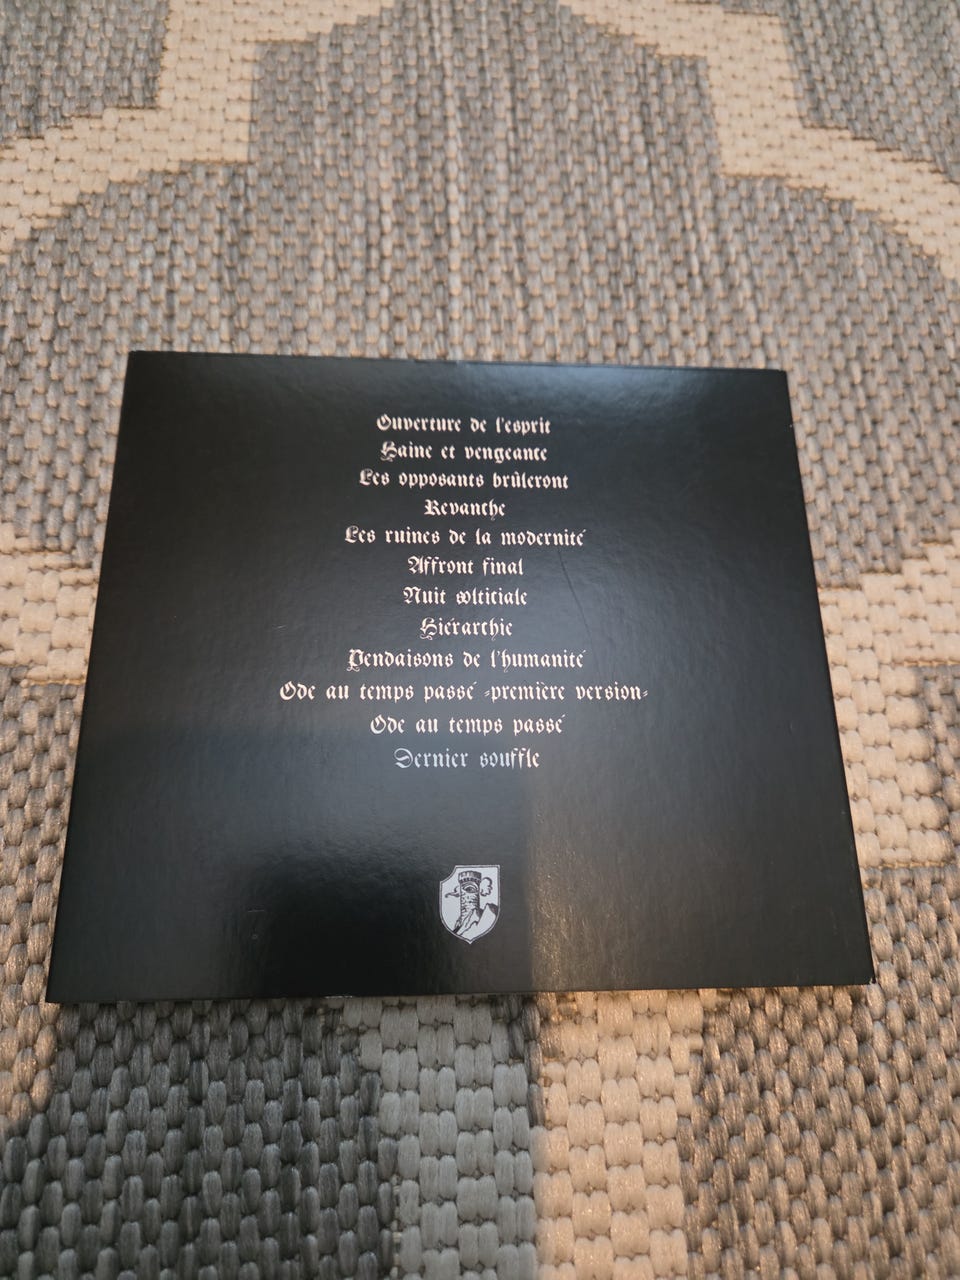 Ouverture de l'esprit
Haine et vengeance
Les opposants brûleront
Revanche
Les ruines de la modernité
Affront final
Nuit solticiale
Hiérarchie
Pendaisons de l'humanité
Ode au temps passé -première version-
Ode au temps passé
Dernier souffle